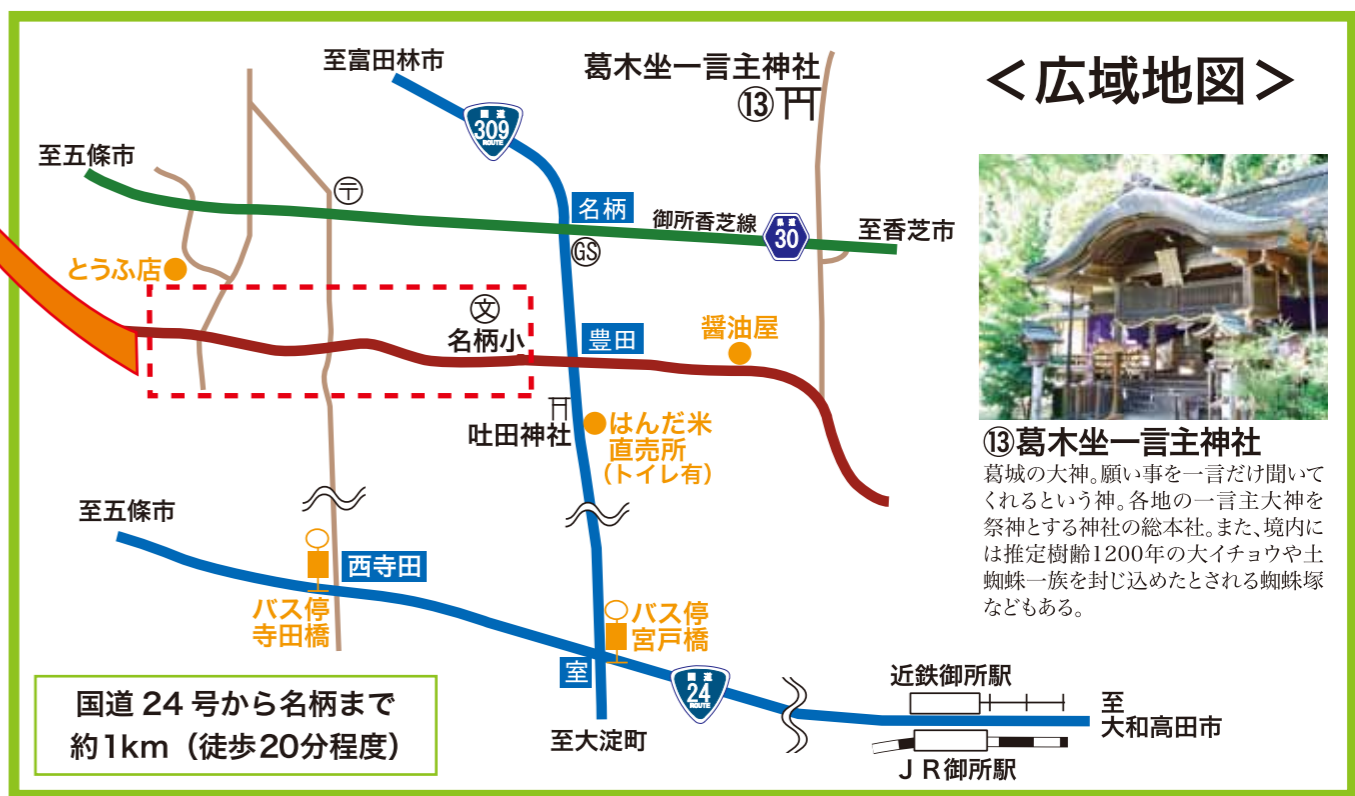 ＜広域地図＞
至富田林市
葛木坐一言主神社
⑬
国道
309
ROUTE
至五條市
〒
名柄
御所香芝線
県道
30
至香芝市
GS
とうふ店
文
名柄小
豊田
醤油屋
吐田神社
はんだ米
直売所
（トイレ有）
⑬葛木坐一言主神社
葛城の大神。願い事を一言だけ聞いて
くれるという神。各地の一言主大神を
祭神とする神社の総本社。また、境内に
は推定樹齢1200年の大イチョウや土
蜘蛛一族を封じ込めたとされる蜘蛛塚
などもある。
至五條市
西寺田
バス停
寺田橋
バス停
宮戸橋
室
国道
24
ROUTE
至大淀町
近鉄御所駅
至
大和高田市
ＪＲ御所駅
国道 24 号から名柄まで
約1km（徒歩20分程度）